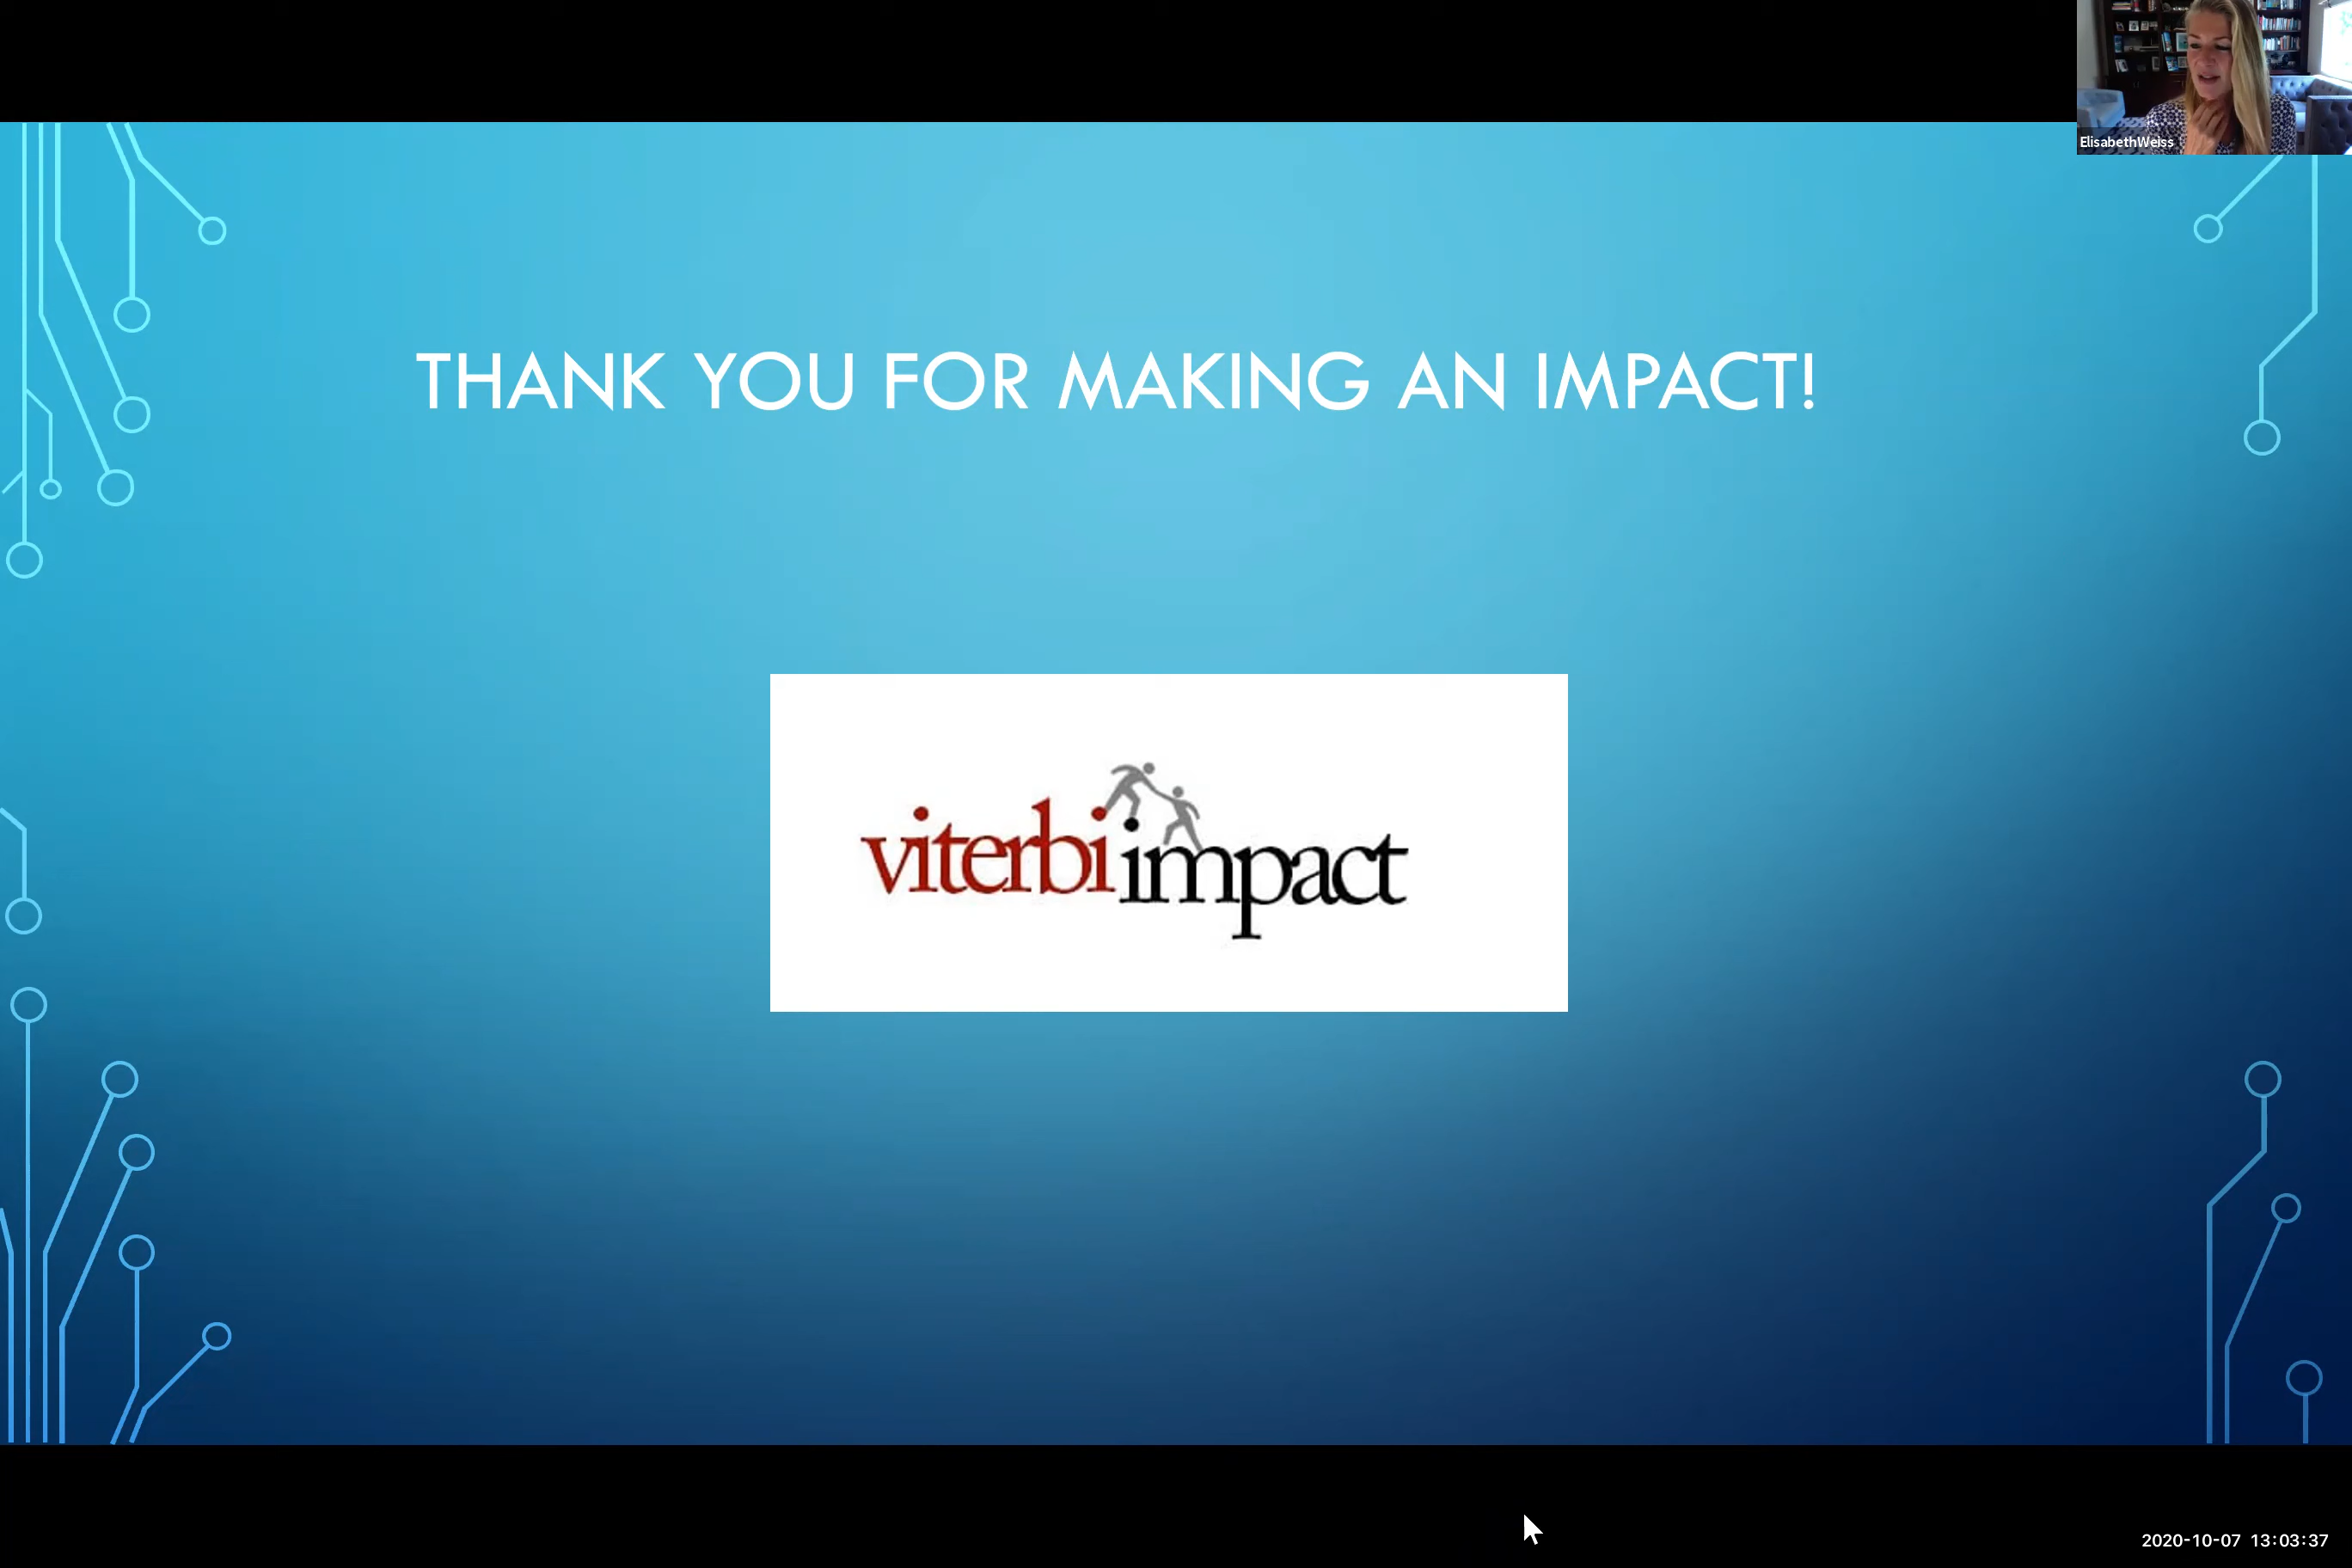 ElisabethWeiss
THANK YOU FOR MAKING AN IMPACT!
viterbi impact
2020-10-07 13:03:37